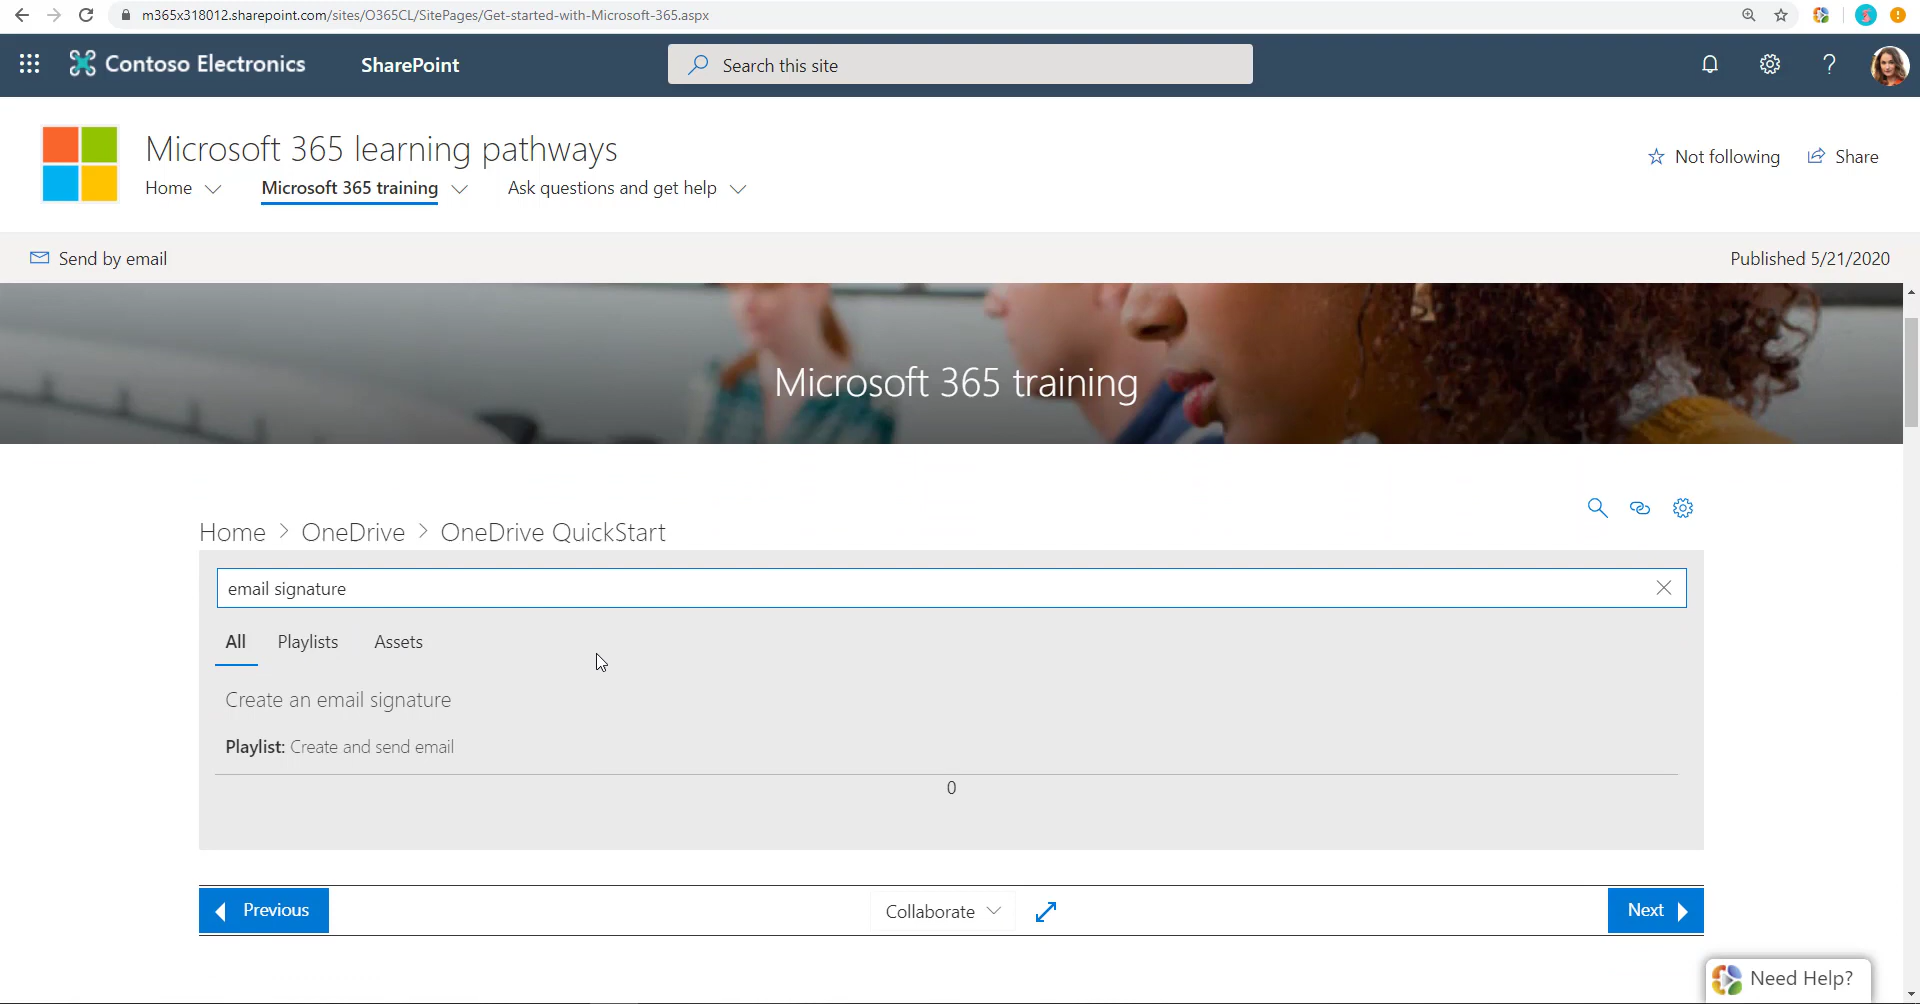 m365x318012.sharepoint.com/sites/O365CL/SitePages/Get-started-with-Microsoft-365.aspx
Contoso Electronics
SharePoint
Search this site
?
Microsoft 365 learning pathways
Not following
Share
Home
Microsoft 365 training
Ask questions and get help
Send by email
Published 5/21/2020
Microsoft 365 training
Home > OneDrive > OneDrive QuickStart
email signature
All
Playlists
Assets
Create an email signature
Playlist: Create and send email
0
Previous
Collaborate
Next
Need Help?